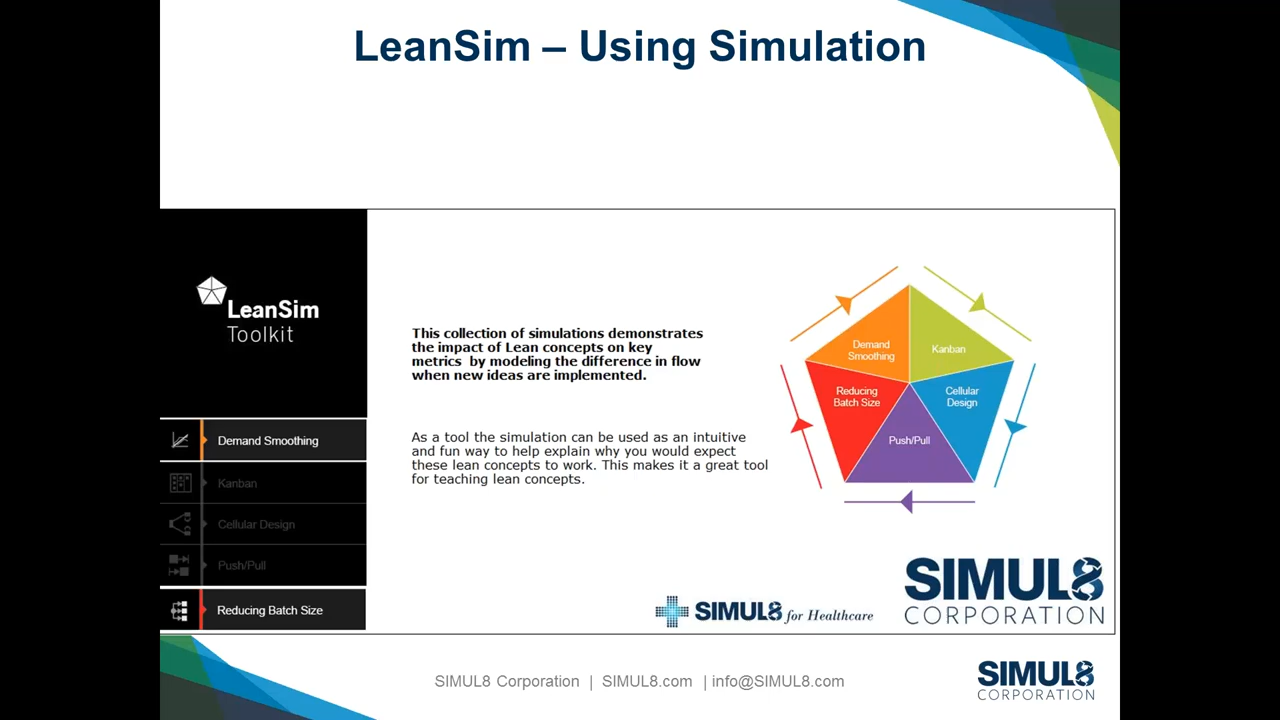 LeanSim – Using Simulation
LeanSim
Toolkit
Demand Smoothing
Kanban
Cellular Design
Push/Pull
Reducing Batch Size
This collection of simulations demonstrates
the impact of Lean concepts on key
metrics by modeling the difference in flow
when new ideas are implemented.
As a tool the simulation can be used as an intuitive
and fun way to help explain why you would expect
these lean concepts to work. This makes it a great tool
for teaching lean concepts.
Demand
Smoothing
Kanban
Reducing
Batch Size
Cellular
Design
Push/Pull
SIMUL8 for Healthcare
SIMUL8
CORPORATION
SIMUL8 Corporation | SIMUL8.com | info@SIMUL8.com
SIMUL8
CORPORATION